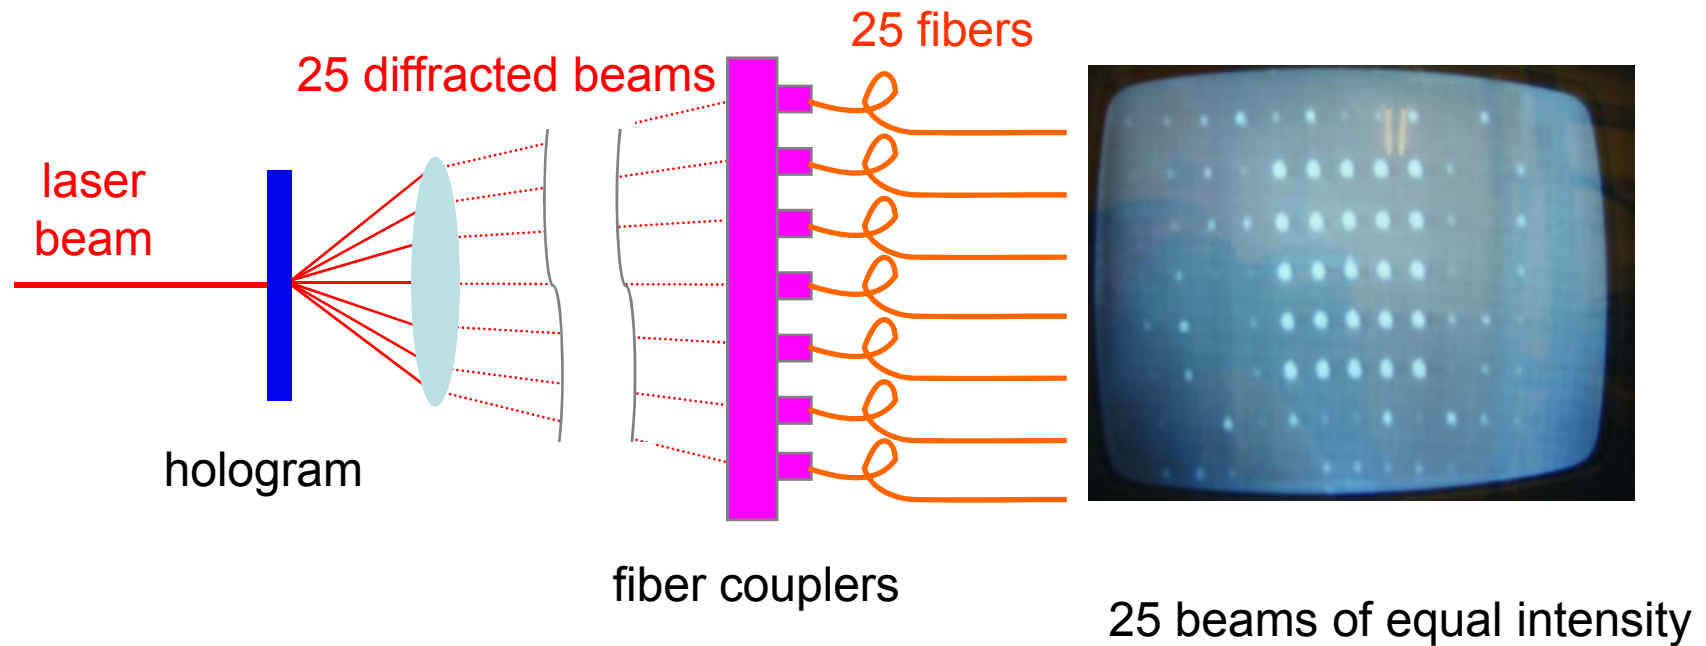 25 fibers
25 diffracted beams
laser
beam
hologram
fiber couplers
25 beams of equal intensity